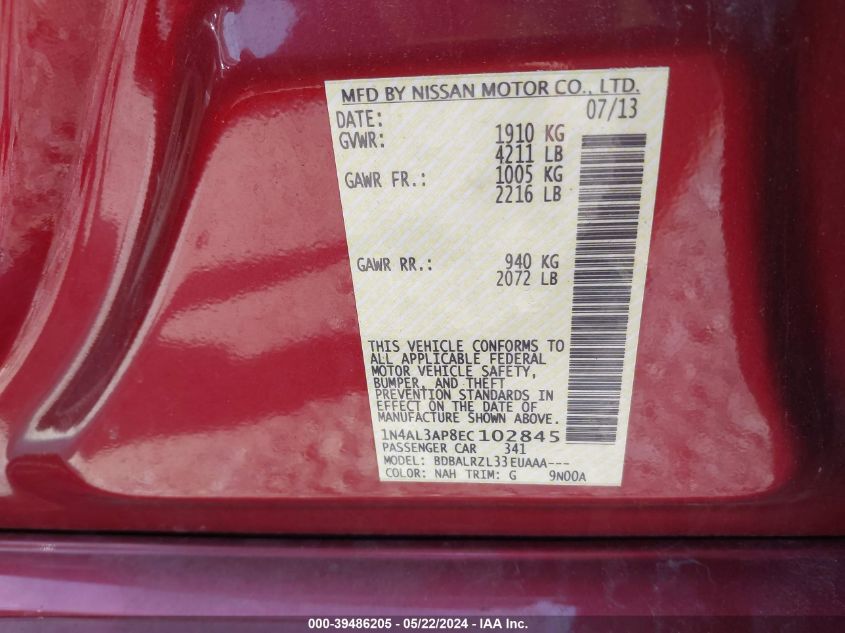 MFD BY NISSAN MOTOR CO., LTD.
DATE: 07/13
GVWR: 1910 KG
4211 LB
GAWR FR.: 1005 KG
2216 LB
GAWR RR.: 940 KG
2072 LB
THIS VEHICLE CONFORMS TO
ALL APPLICABLE FEDERAL
MOTOR VEHICLE SAFETY,
BUMPER, AND THEFT
PREVENTION STANDARDS IN
EFFECT ON THE DATE OF
MANUFACTURE SHOWN ABOVE.
1N4AL3AP8EC102845
PASSENGER CAR 341
MODEL: BDBALRZL33EUAAA---
COLOR: NAH TRIM: G 9N00A
000-39486205 - 05/22/2024 - IAA Inc.